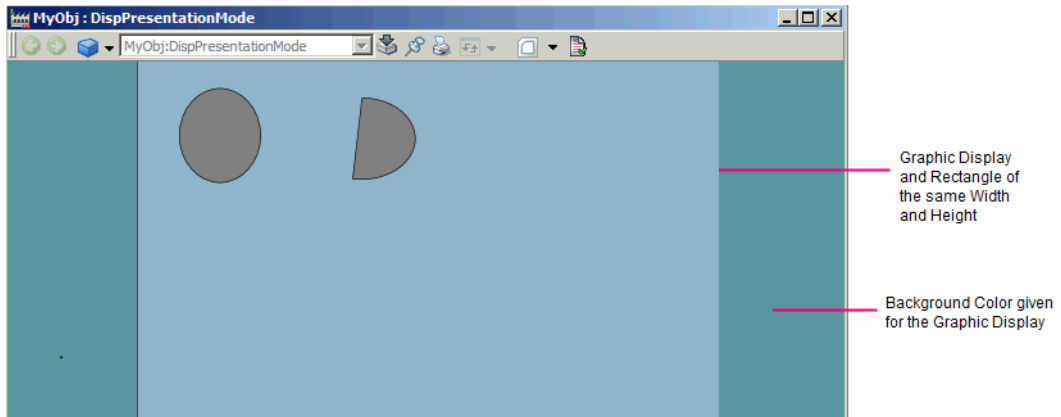 MyObj : DispPresentationMode
MyObj:DispPresentationMode
Graphic Display
and Rectangle of
the same Width
and Height
Background Color given
for the Graphic Display